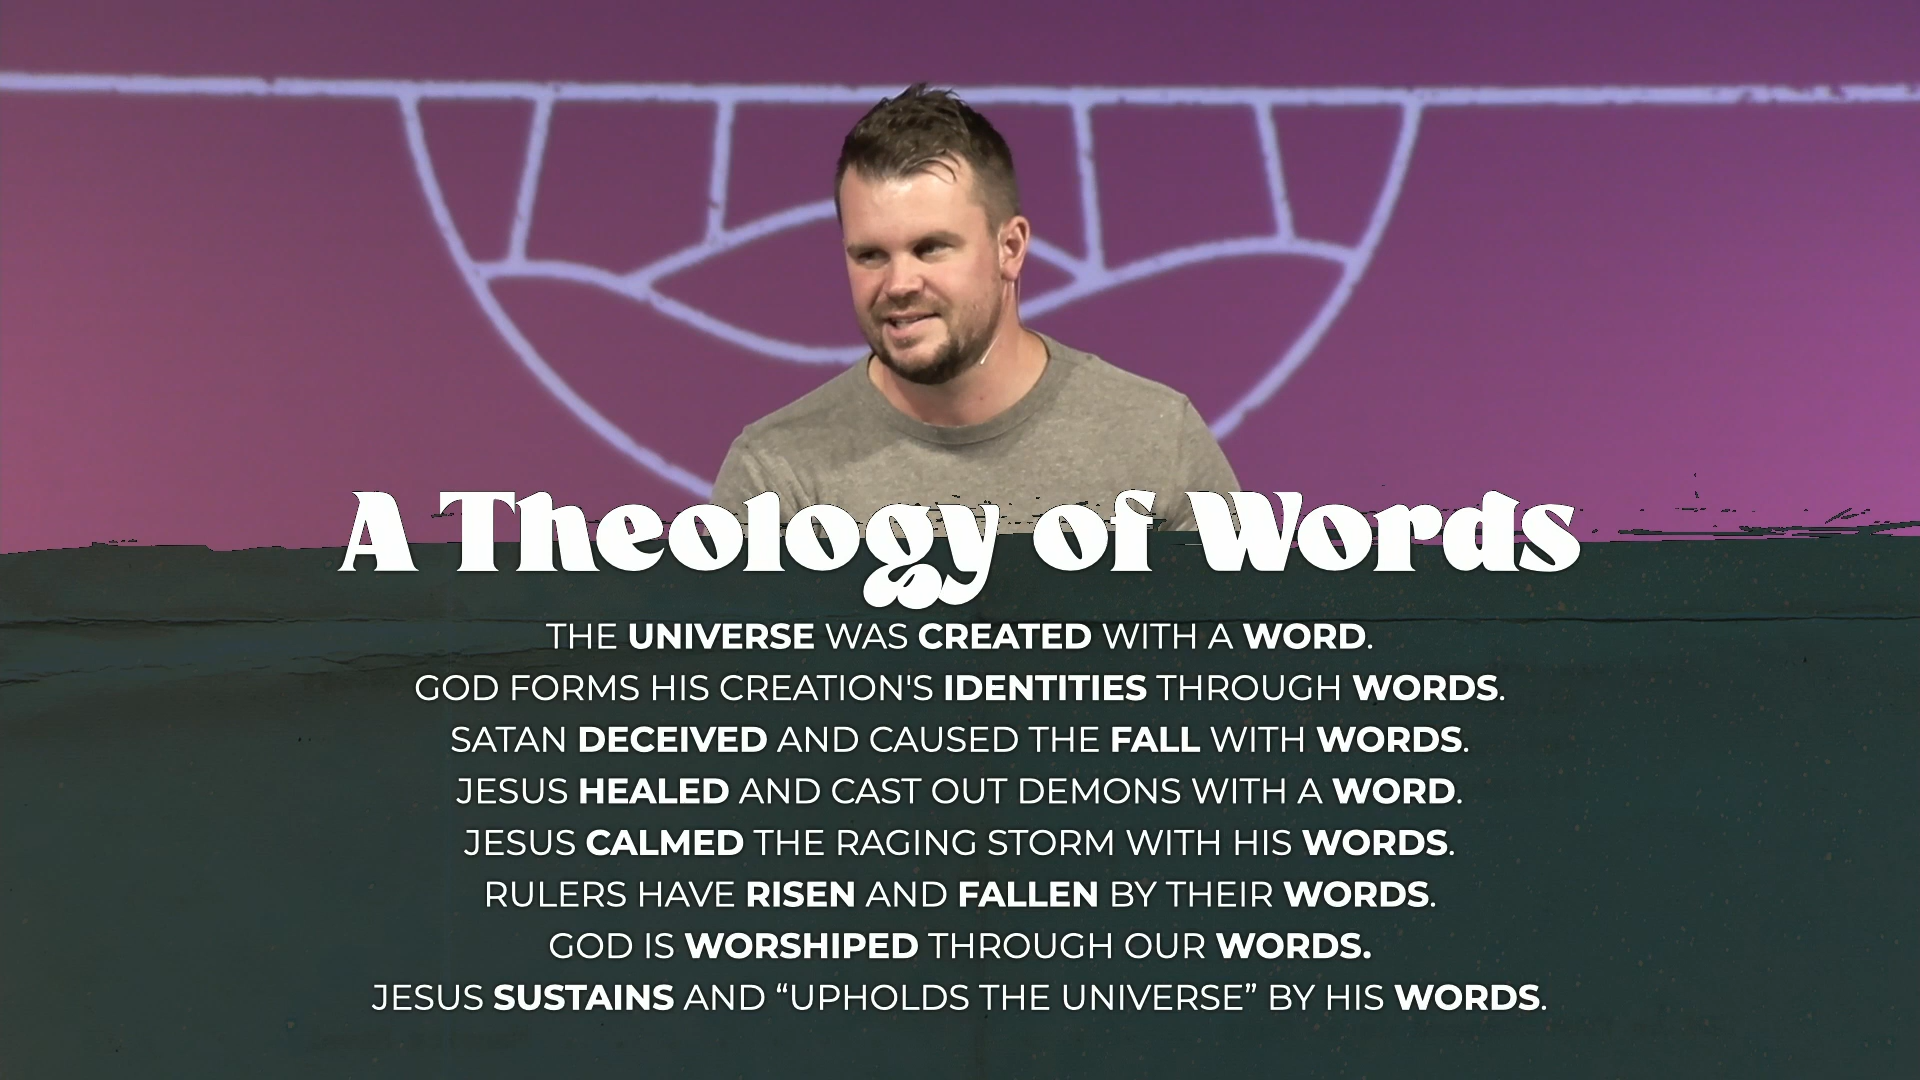 A Theology of Words
THE UNIVERSE WAS CREATED WITH A WORD.
GOD FORMS HIS CREATION'S IDENTITIES THROUGH WORDS.
SATAN DECEIVED AND CAUSED THE FALL WITH WORDS.
JESUS HEALED AND CAST OUT DEMONS WITH A WORD.
JESUS CALMED THE RAGING STORM WITH HIS WORDS.
RULERS HAVE RISEN AND FALLEN BY THEIR WORDS.
GOD IS WORSHIPED THROUGH OUR WORDS.
JESUS SUSTAINS AND “UPHOLDS THE UNIVERSE” BY HIS WORDS.